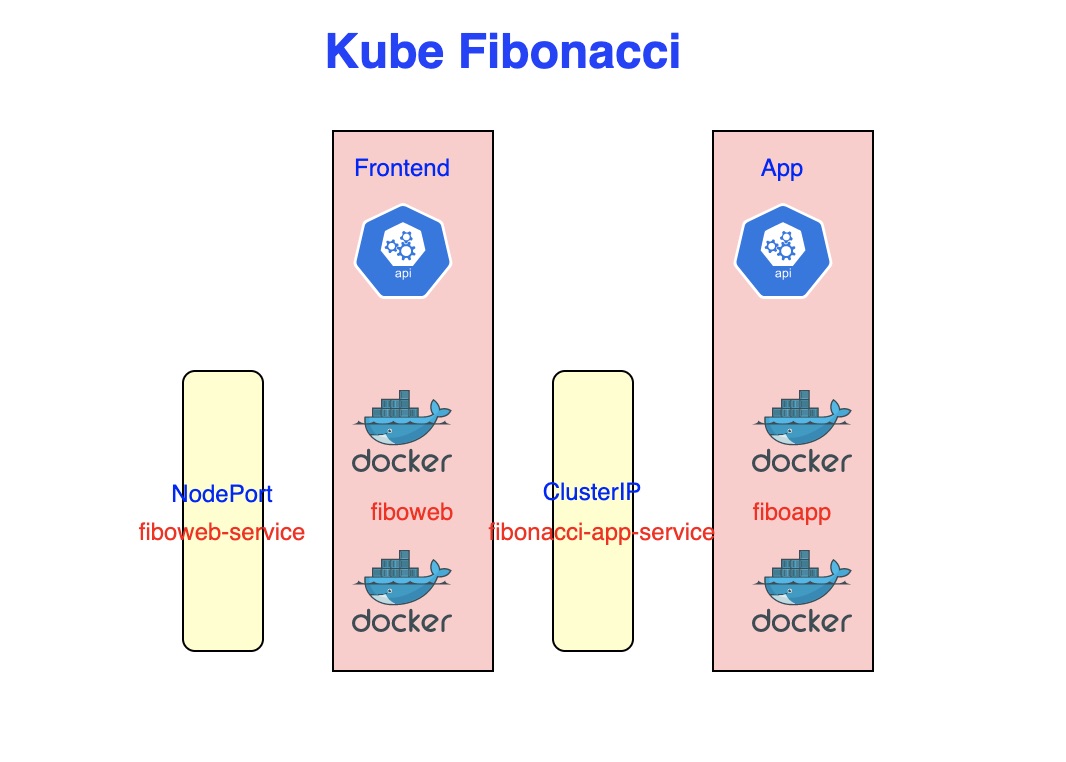 Kube Fibonacci
Frontend
App
api
api
docker
docker
NodePort
ClusterIP
fiboweb
fiboapp
fiboweb-service
fibonacci-app-service
docker
docker